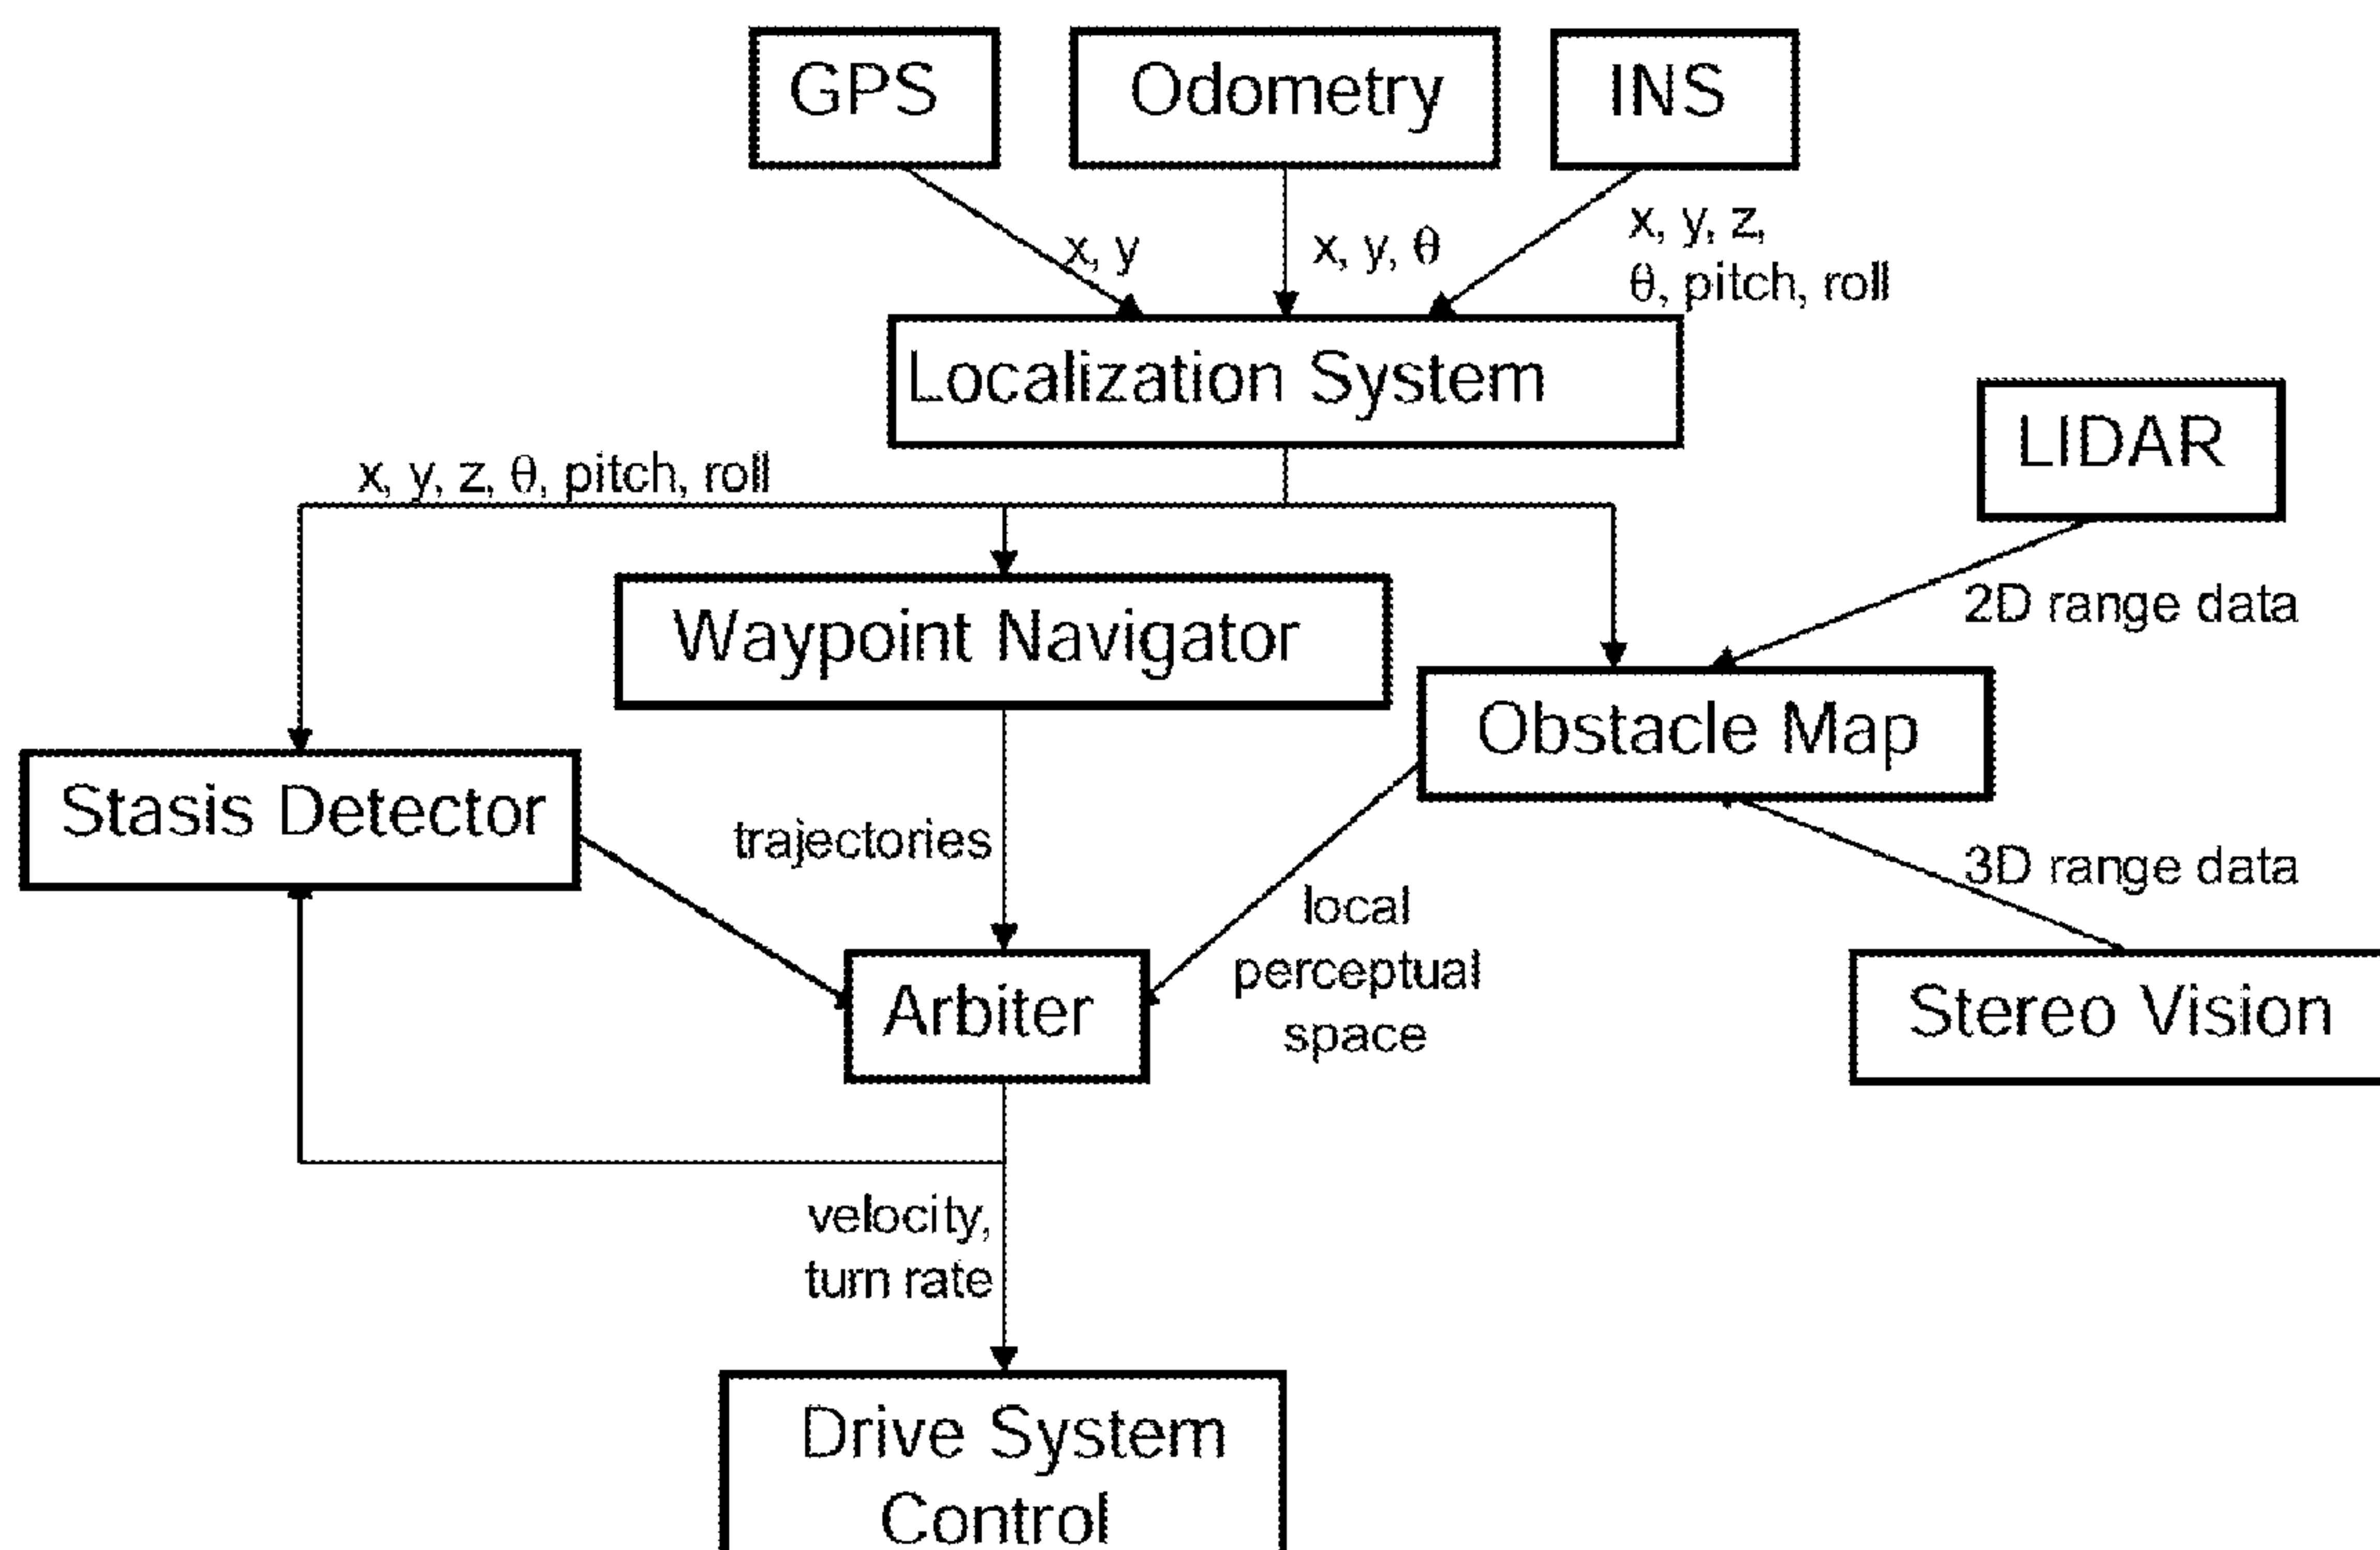 GPS
Odometry
INS
x, y
x, y, θ
x, y, z,
θ, pitch, roll
Localization System
LIDAR
x, y, z, θ, pitch, roll
2D range data
Waypoint Navigator
Obstacle Map
Stasis Detector
trajectories
3D range data
local
perceptual
space
Arbiter
Stereo Vision
velocity,
turn rate
Drive System
Control